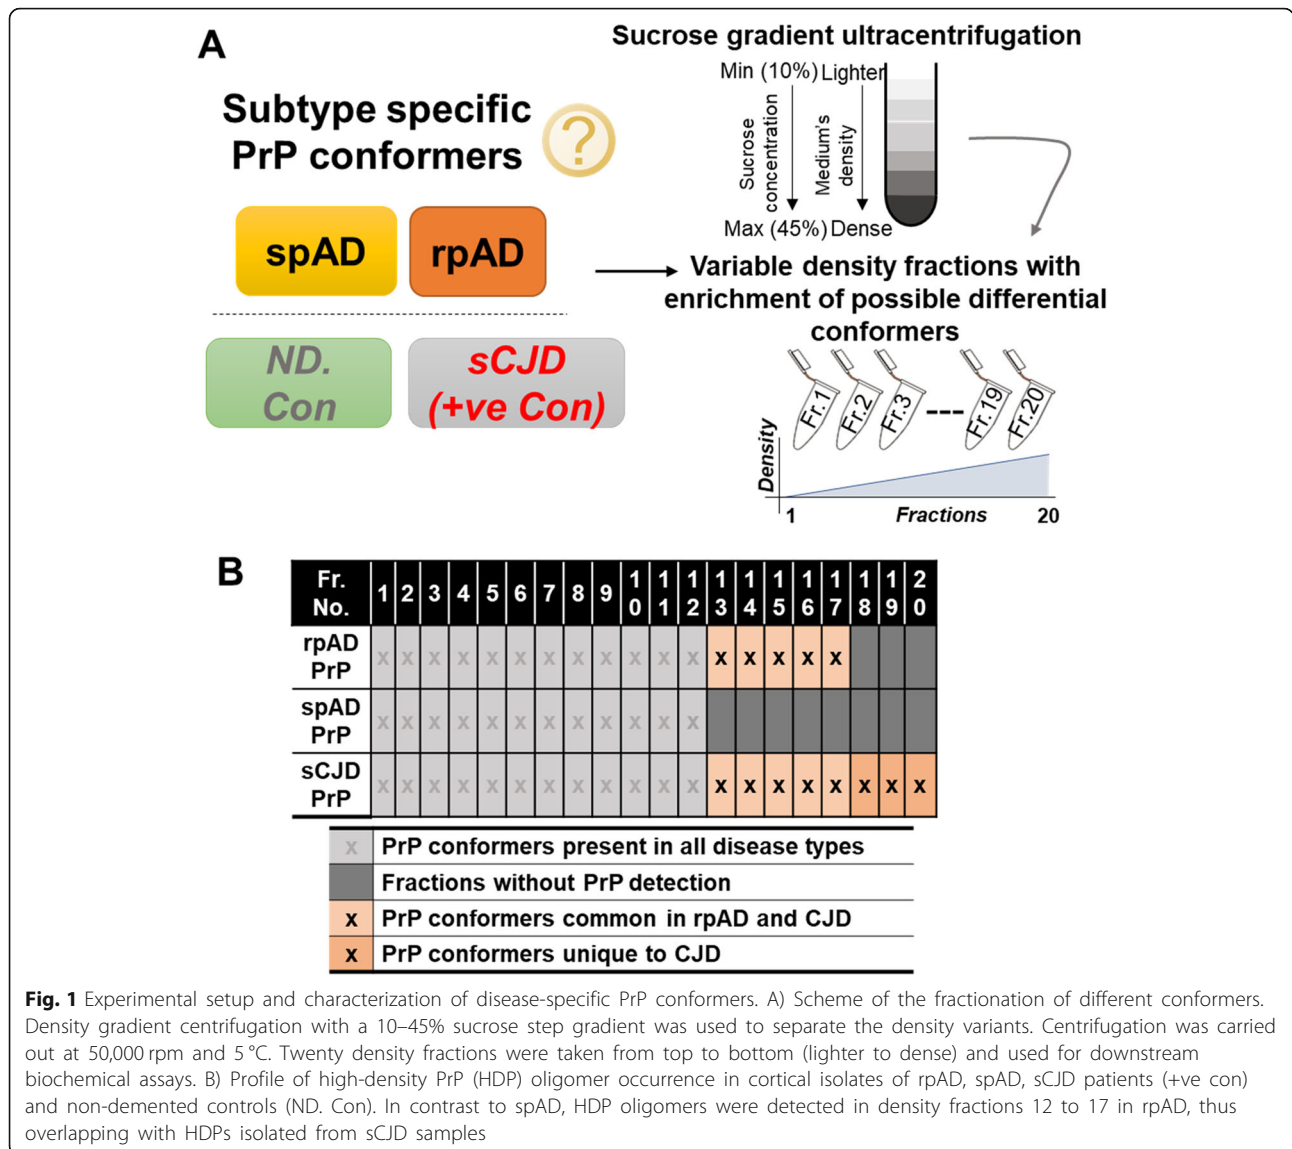 A
Subtype specific
PrP conformers
?
spAD
rpAD
ND.
Con
sCJD
(+ve Con)
Sucrose gradient ultracentrifugation
Min (10%) Lighter
Sucrose
concentration
Medium's
density
Max (45%) Dense
Variable density fractions with
enrichment of possible differential
conformers
Fr.1
Fr.2
Fr.3
Fr.19
Fr.20
Density
1 Fractions 20
B
Fr. No. 1 2 3 4 5 6 7 8 9 10 11 12 13 14 15 16 17 18 19 20
rpAD PrP x x x x x x x x x x x x x x x x x
spAD PrP x x x x x x x x x x x x
sCJD PrP x x x x x x x x x x x x x x x x x x x x
x PrP conformers present in all disease types
Fractions without PrP detection
x PrP conformers common in rpAD and CJD
x PrP conformers unique to CJD
Fig. 1 Experimental setup and characterization of disease-specific PrP conformers. A) Scheme of the fractionation of different conformers.
Density gradient centrifugation with a 10–45% sucrose step gradient was used to separate the density variants. Centrifugation was carried
out at 50,000 rpm and 5 °C. Twenty density fractions were taken from top to bottom (lighter to dense) and used for downstream
biochemical assays. B) Profile of high-density PrP (HDP) oligomer occurrence in cortical isolates of rpAD, spAD, sCJD patients (+ve con)
and non-demented controls (ND. Con). In contrast to spAD, HDP oligomers were detected in density fractions 12 to 17 in rpAD, thus
overlapping with HDPs isolated from sCJD samples